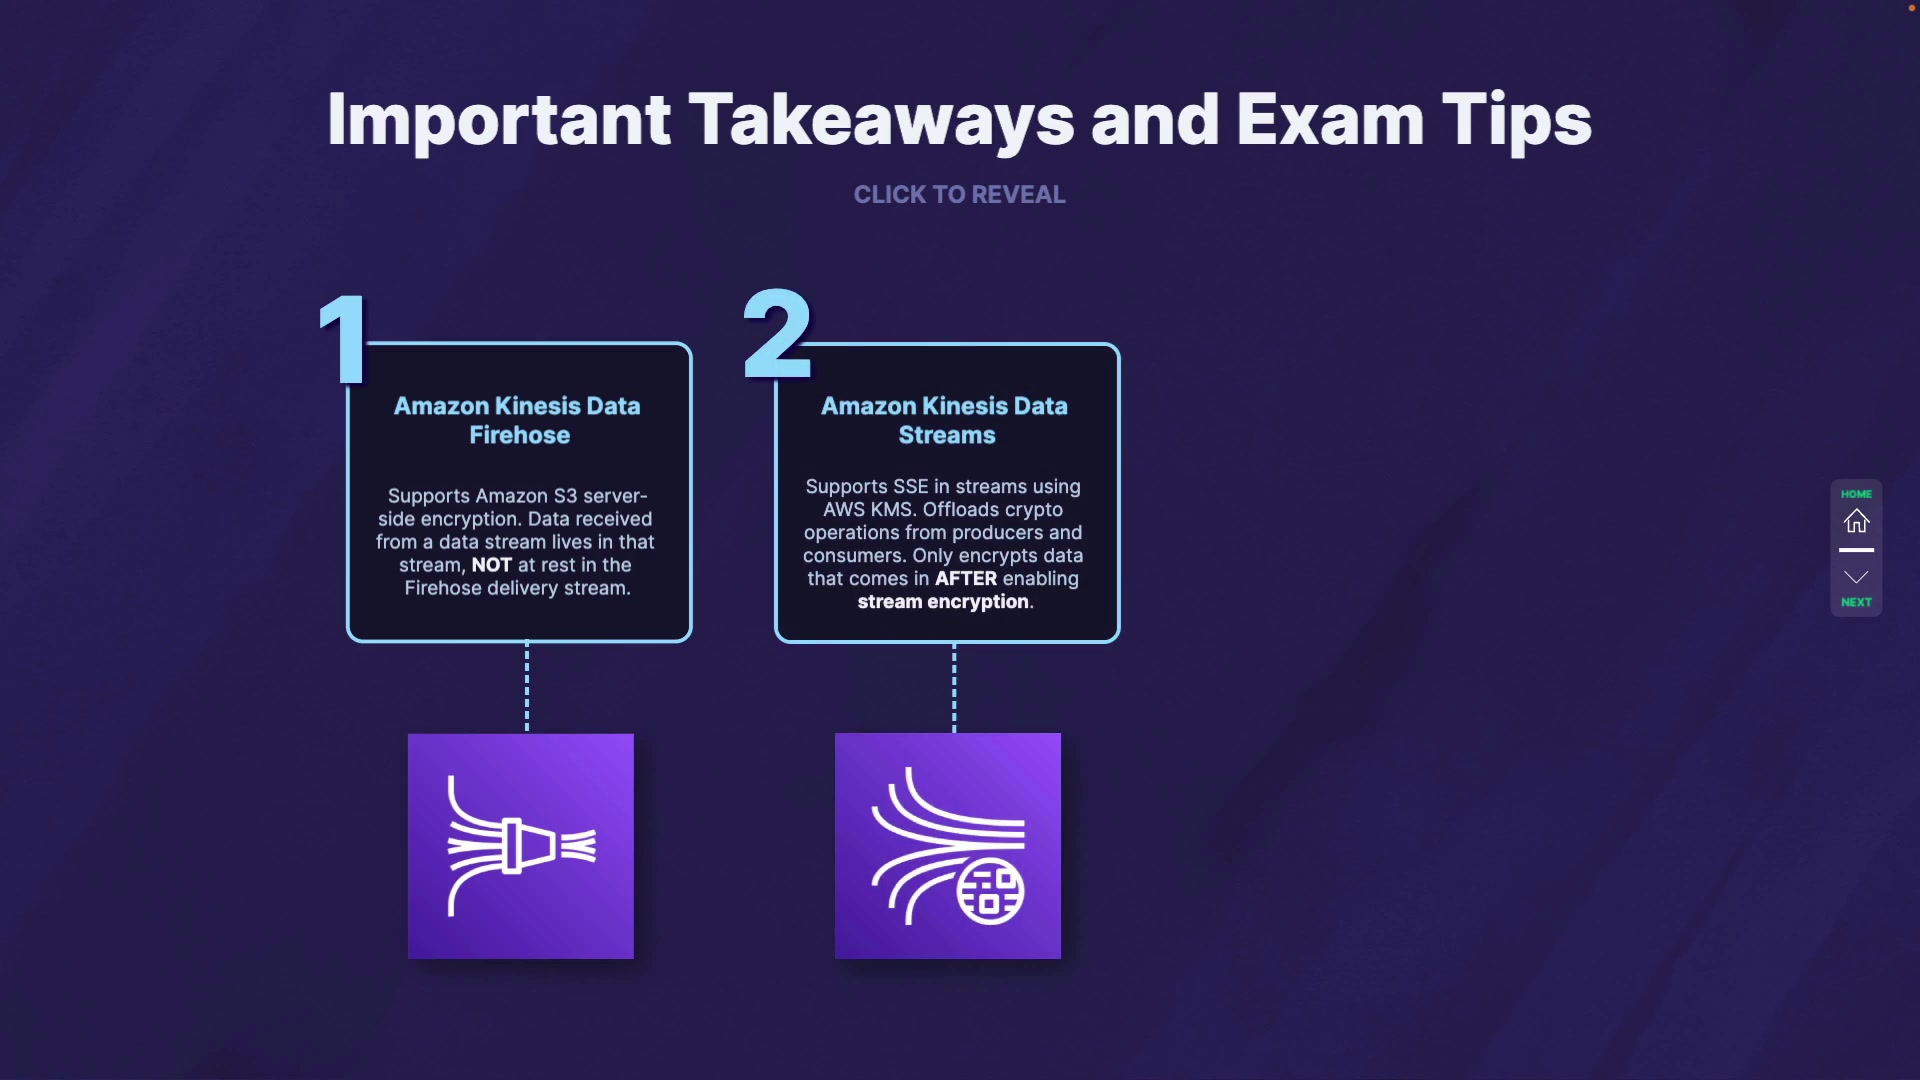 Important Takeaways and Exam Tips
CLICK TO REVEAL
1
Amazon Kinesis Data
Firehose
Supports Amazon S3 server-
side encryption. Data received
from a data stream lives in that
stream, NOT at rest in the
Firehose delivery stream.
2
Amazon Kinesis Data
Streams
Supports SSE in streams using
AWS KMS. Offloads crypto
operations from producers and
consumers. Only encrypts data
that comes in AFTER enabling
stream encryption.
HOME
NEXT